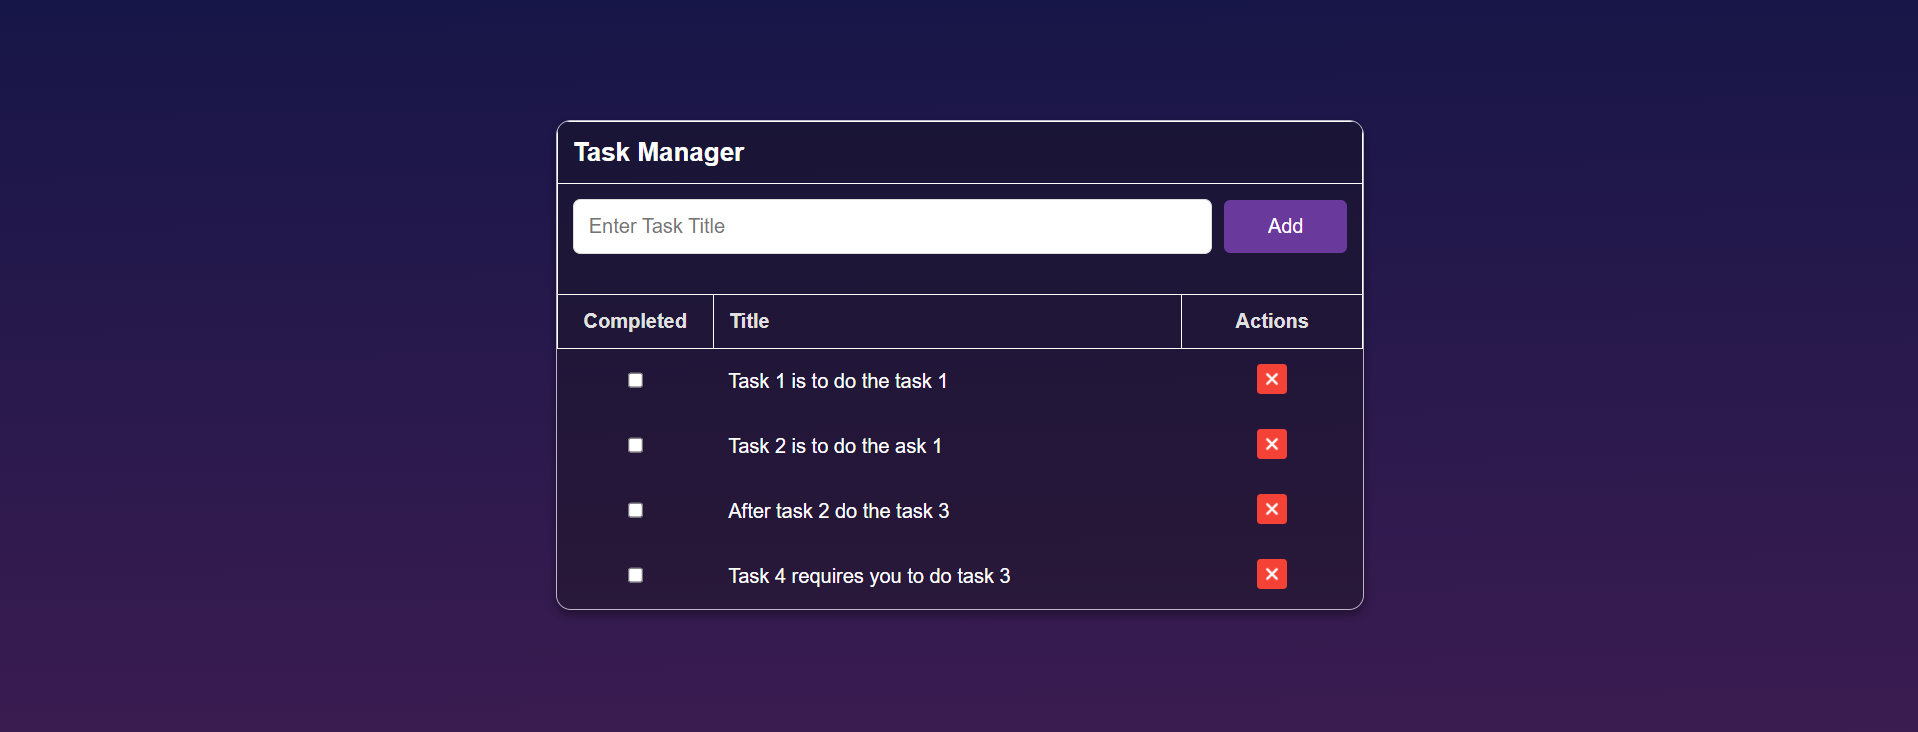 Task Manager
Enter Task Title Add
Completed Title Actions
Task 1 is to do the task 1
Task 2 is to do the ask 1
After task 2 do the task 3
Task 4 requires you to do task 3